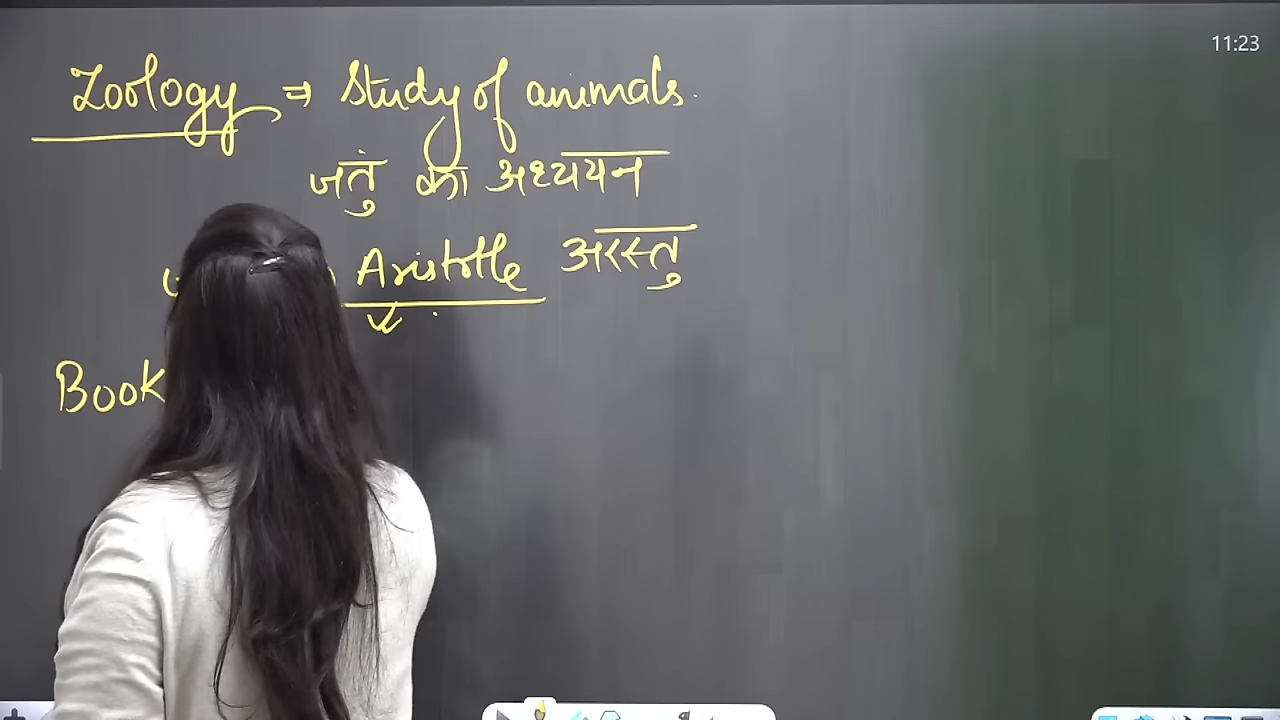 11:23
Zoology ⇒ Study of animals.
जंतु का अध्ययन
Aristotle अरस्तु
Book